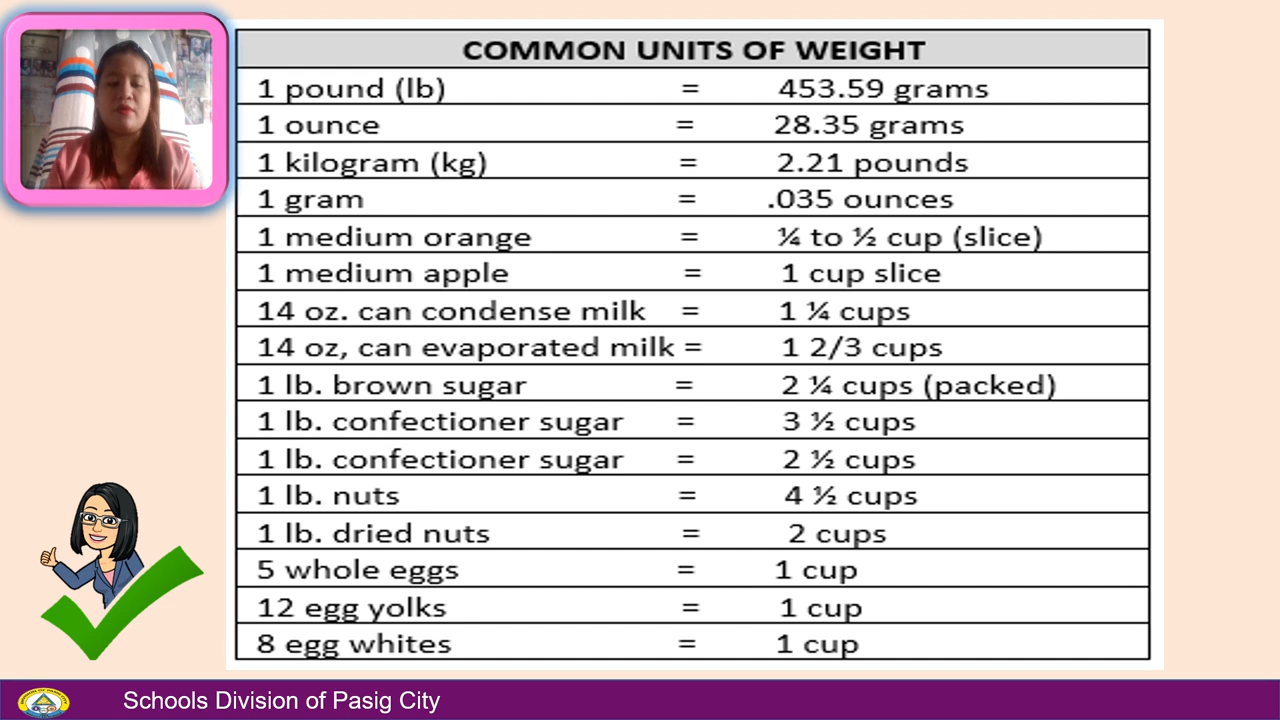 COMMON UNITS OF WEIGHT
1 pound (lb) = 453.59 grams
1 ounce = 28.35 grams
1 kilogram (kg) = 2.21 pounds
1 gram = .035 ounces
1 medium orange = ¼ to ½ cup (slice)
1 medium apple = 1 cup slice
14 oz. can condense milk = 1 ¼ cups
14 oz, can evaporated milk = 1 2/3 cups
1 lb. brown sugar = 2 ¼ cups (packed)
1 lb. confectioner sugar = 3 ½ cups
1 lb. confectioner sugar = 2 ½ cups
1 lb. nuts = 4 ½ cups
1 lb. dried nuts = 2 cups
5 whole eggs = 1 cup
12 egg yolks = 1 cup
8 egg whites = 1 cup
Schools Division of Pasig City